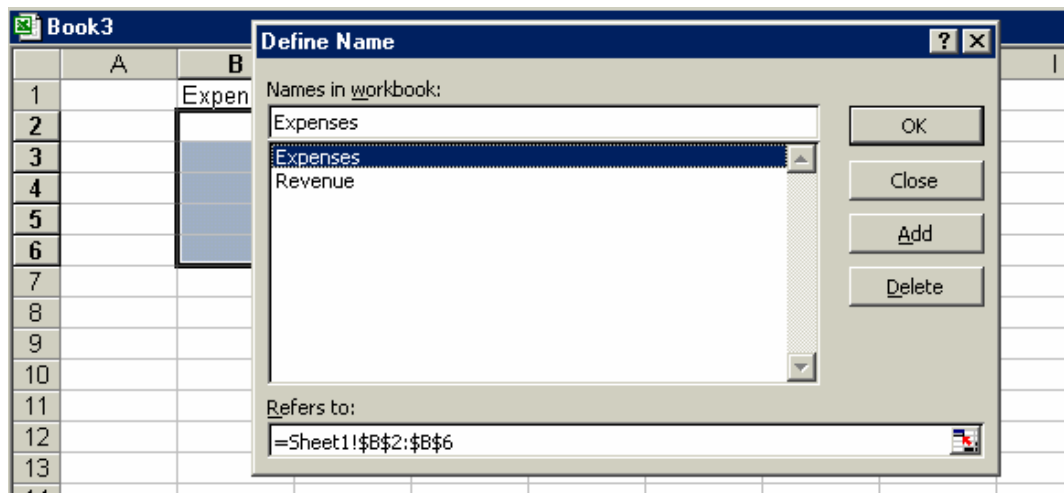 Book3
Define Name
? X
A B I
Names in workbook:
1 Expen
Expenses
OK
2
3 Expenses
Revenue
Close
4
5
Add
6
7
Delete
8
9
10
11
Refers to:
12
=Sheet1!$B$2:$B$6
13